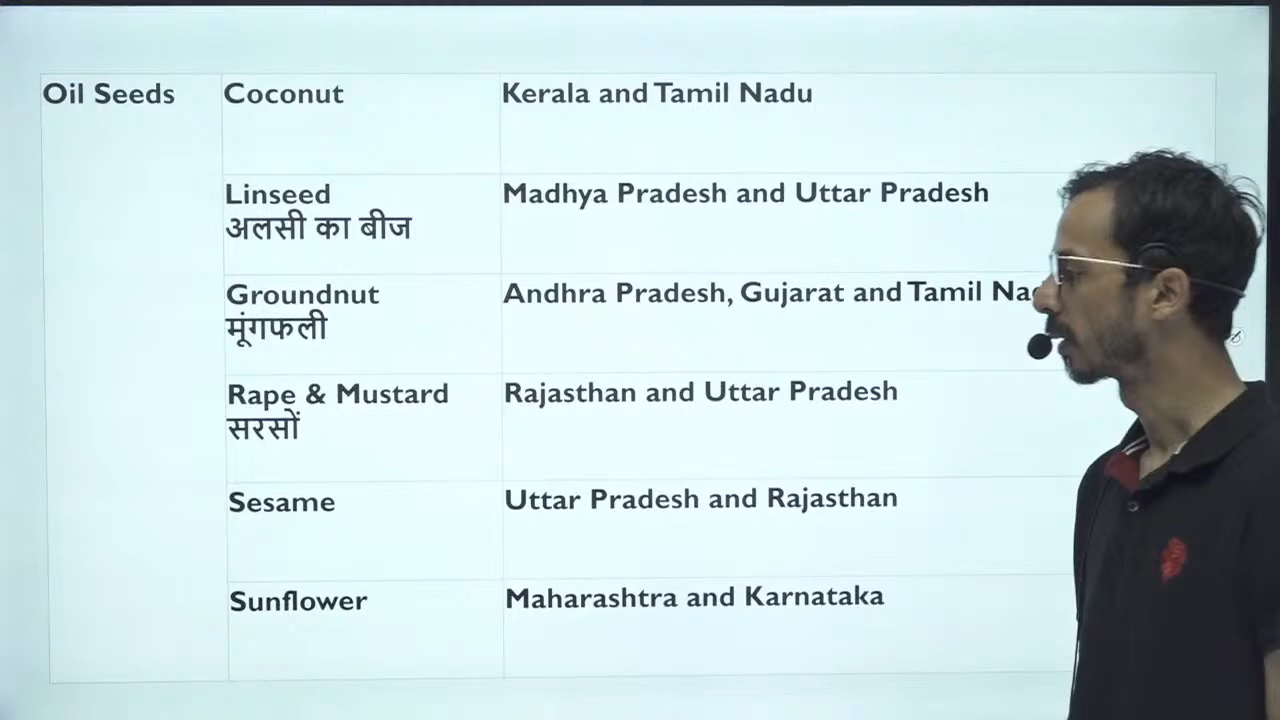 Oil Seeds
Coconut
Kerala and Tamil Nadu
Linseed
अलसी का बीज
Madhya Pradesh and Uttar Pradesh
Groundnut
मूंगफली
Andhra Pradesh, Gujarat and Tamil
Rape & Mustard
सरसों
Rajasthan and Uttar Pradesh
Sesame
Uttar Pradesh and Rajasthan
Sunflower
Maharashtra and Karnataka